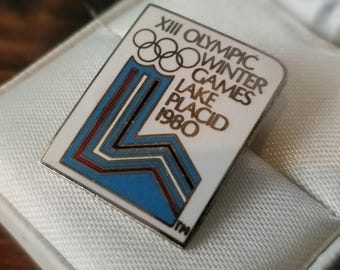 XIII OLYMPIC
WINTER
GAMES
LAKE
PLACID
1980
TM